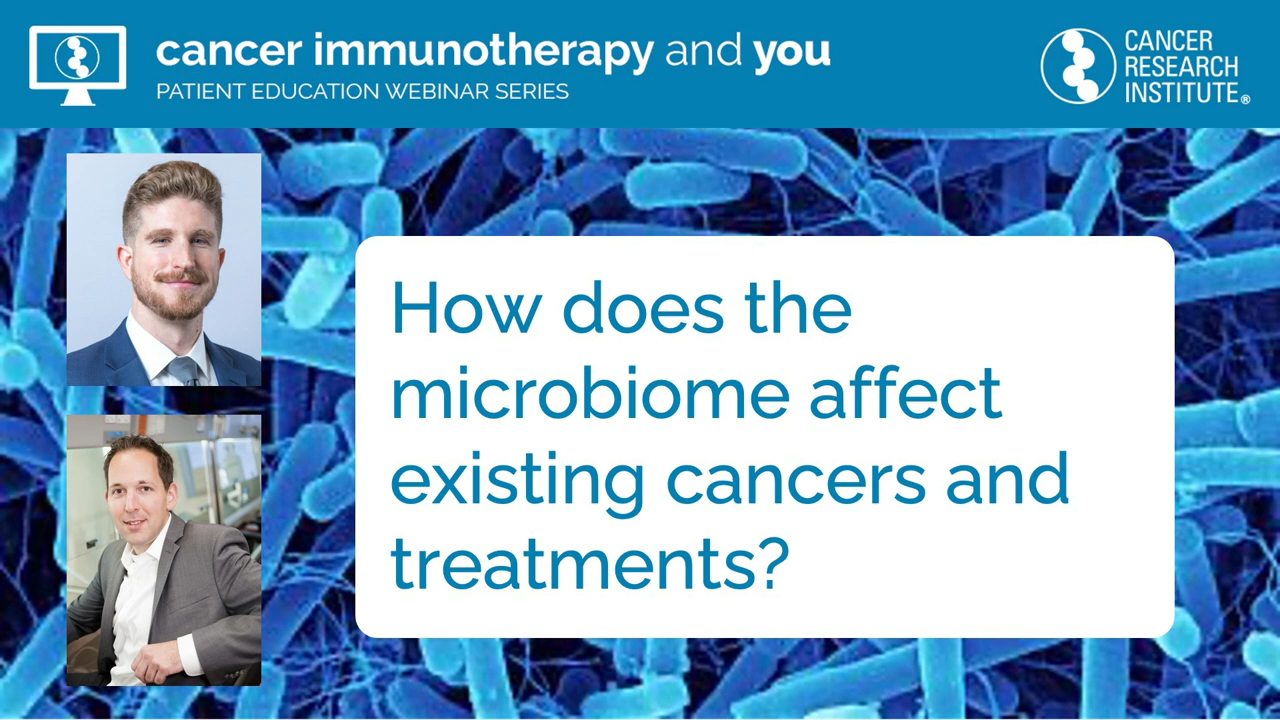 cancer immunotherapy and you
PATIENT EDUCATION WEBINAR SERIES
CANCER
RESEARCH
INSTITUTE®
How does the
microbiome affect
existing cancers and
treatments?